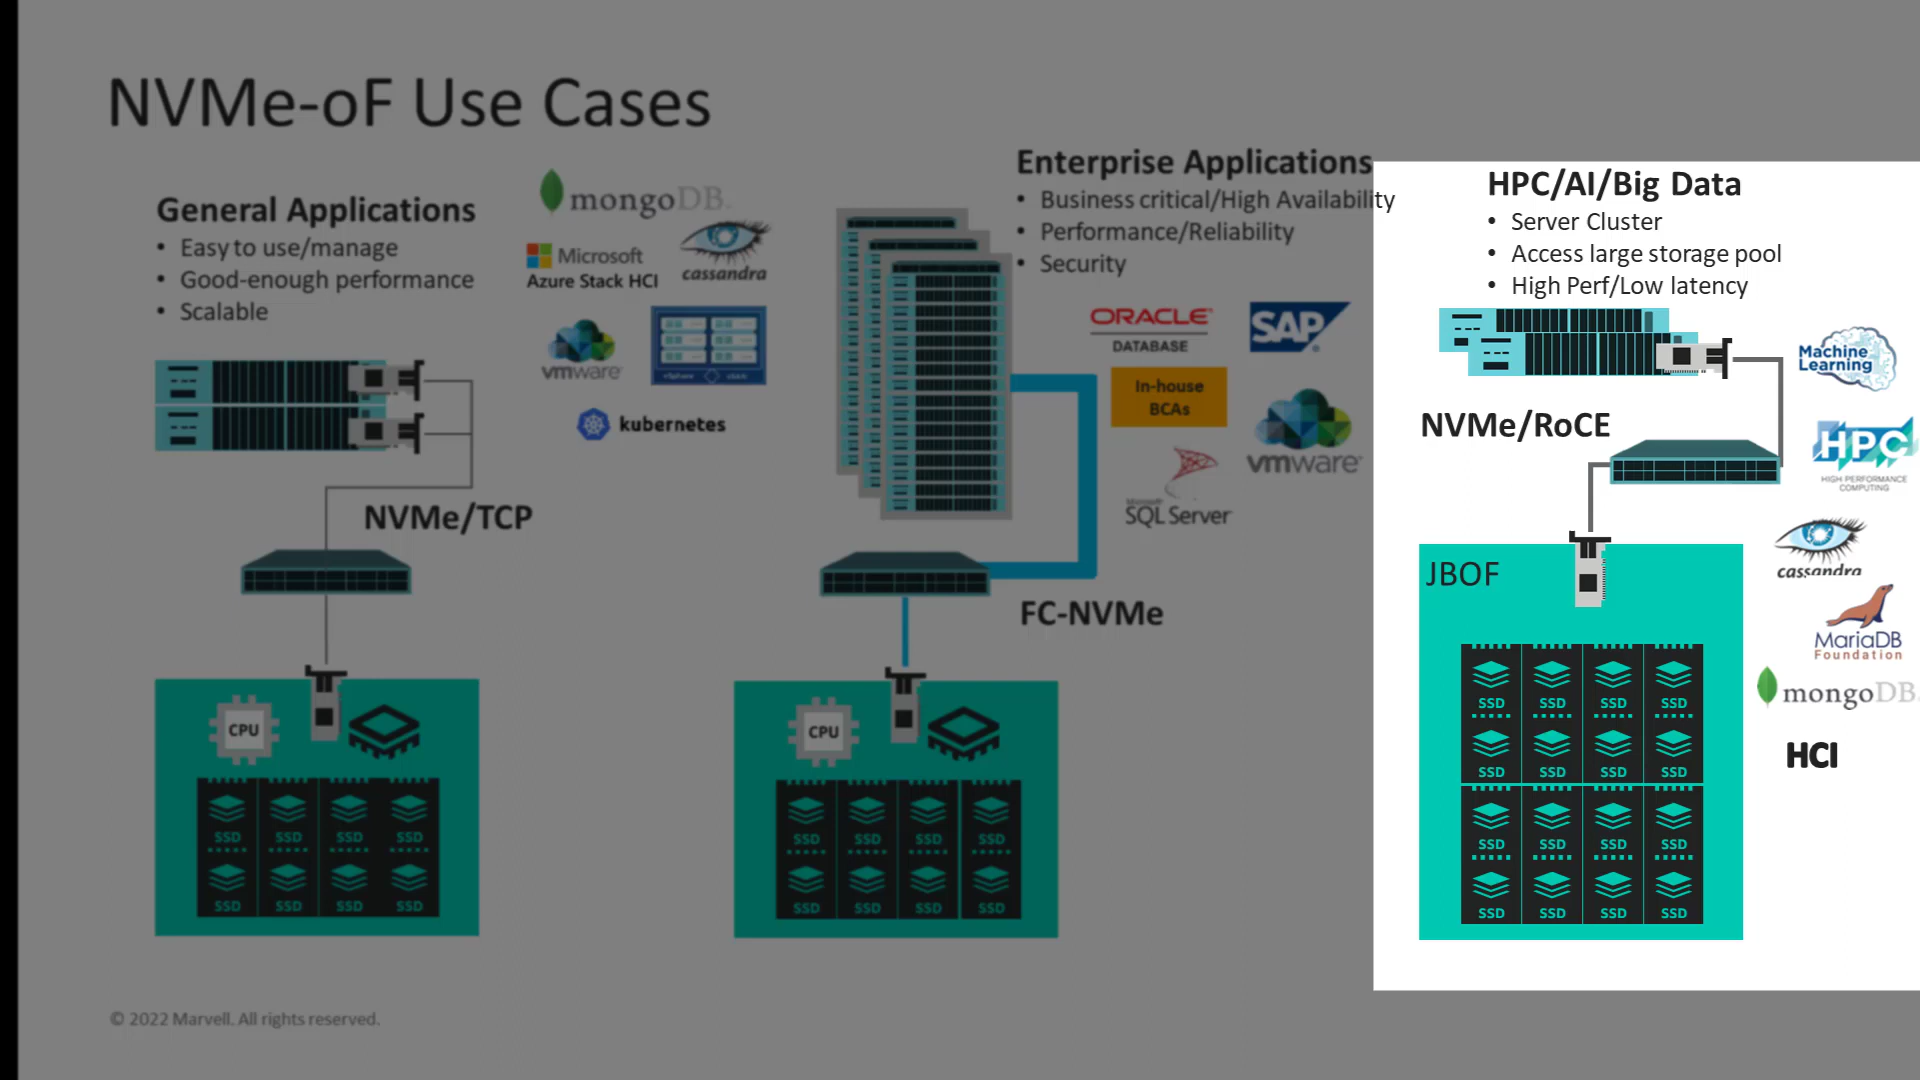 NVMe-oF Use Cases
General Applications
• Easy to use/manage
• Good-enough performance
• Scalable
mongoDB.
Microsoft
Azure Stack HCI
cassandra
vmware
vSphere
vSAN
kubernetes
NVMe/TCP
CPU
SSD SSD SSD SSD
SSD SSD SSD SSD
Enterprise Applications
• Business critical/High Availability
• Performance/Reliability
• Security
ORACLE
DATABASE
SAP
In-house
BCAs
vmware
Microsoft
SQL Server
FC-NVMe
CPU
SSD SSD SSD SSD
SSD SSD SSD SSD
HPC/AI/Big Data
• Server Cluster
• Access large storage pool
• High Perf/Low latency
Machine
Learning
NVMe/RoCE
HPC
HIGH PERFORMANCE
COMPUTING
cassandra
JBOF
MariaDB
Foundation
mongoDB.
HCI
SSD SSD SSD SSD
SSD SSD SSD SSD
SSD SSD SSD SSD
SSD SSD SSD SSD
© 2022 Marvell. All rights reserved.